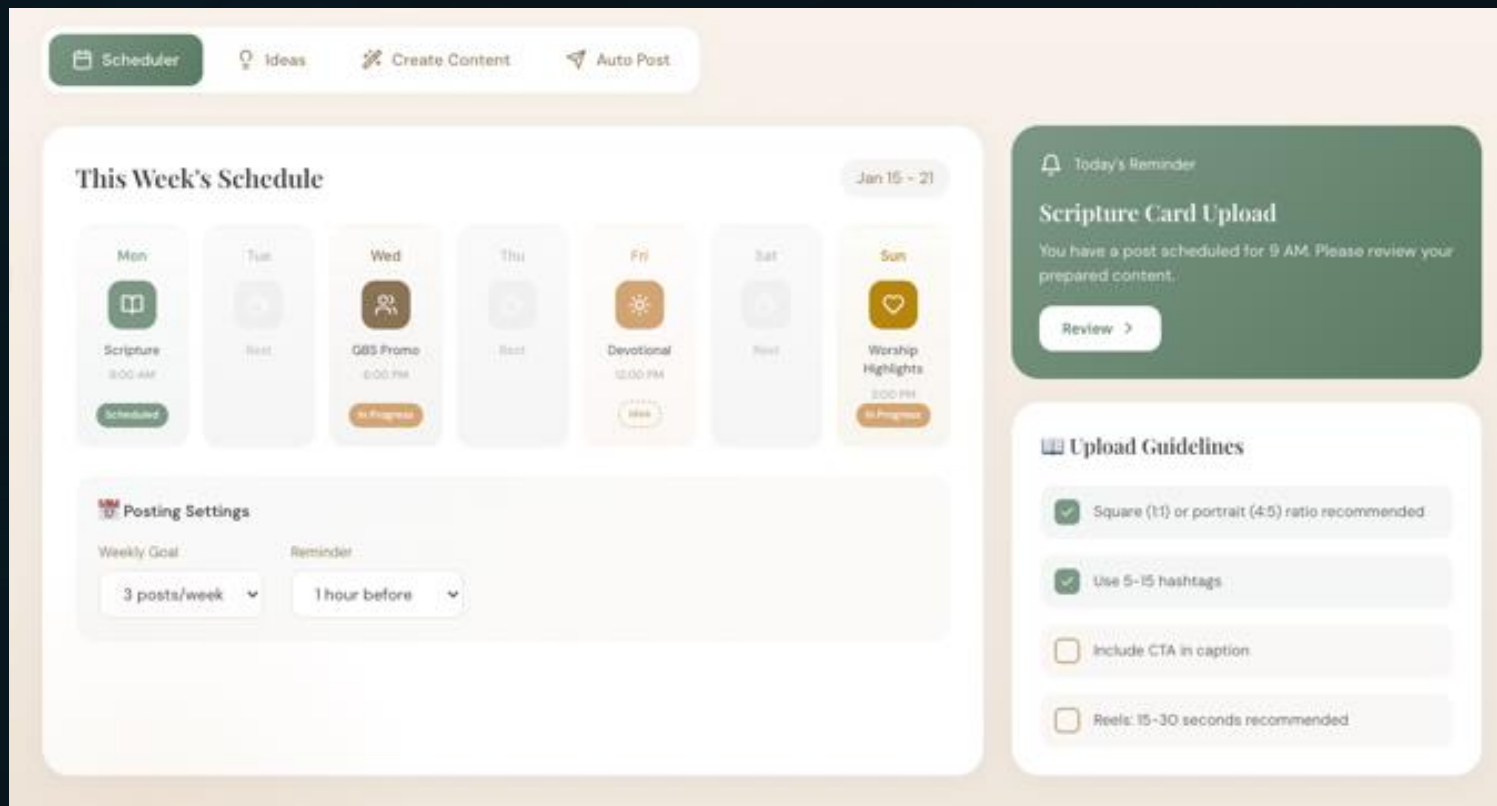 Scheduler
Ideas
Create Content
Auto Post
This Week's Schedule
Jan 15 - 21
Mon
Scripture
9:00 AM
Scheduled
Tue
Rest
Wed
GBS Promo
6:00 PM
In Progress
Thu
Rest
Fri
Devotional
12:00 PM
Idea
Sat
Rest
Sun
Worship
Highlights
In Progress
Posting Settings
Weekly Goal
Reminder
3 posts/week
1 hour before
Today's Reminder
Scripture Card Upload
You have a post scheduled for 9 AM. Please review your
prepared content.
Review
Upload Guidelines
Square (1:1) or portrait (4:5) ratio recommended
Use 5-15 hashtags
Include CTA in caption
Reels: 15-30 seconds recommended